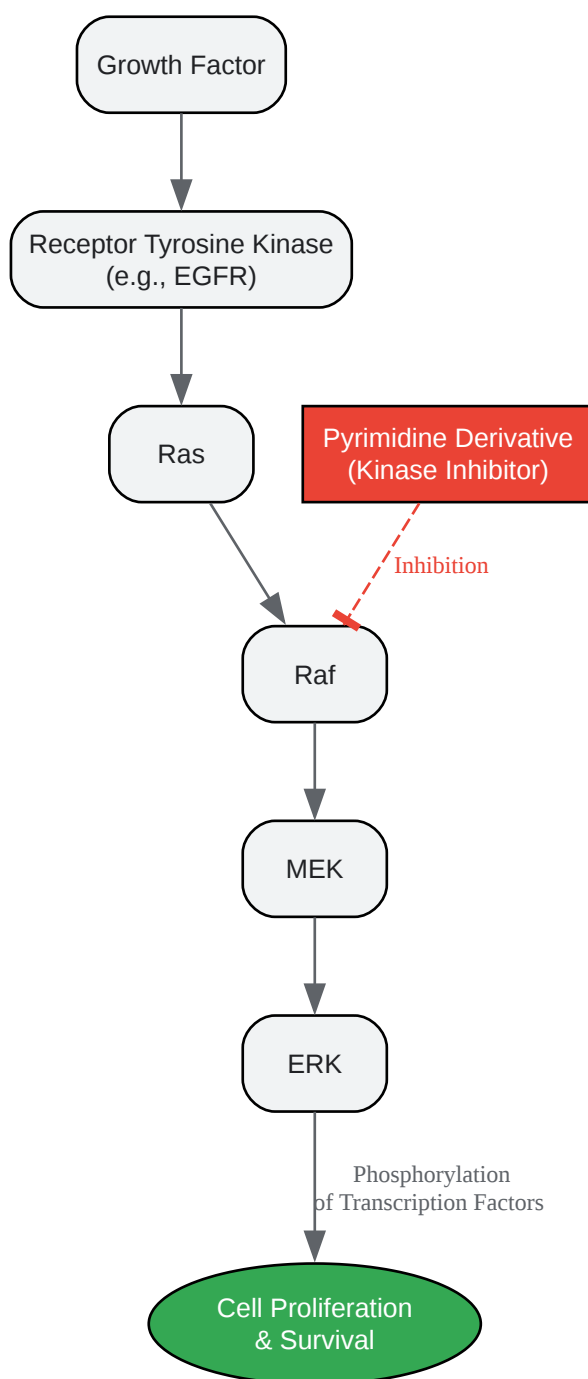 Growth Factor
Receptor Tyrosine Kinase
(e.g., EGFR)
Ras
Pyrimidine Derivative
(Kinase Inhibitor)
Inhibition
Raf
MEK
ERK
Phosphorylation
of Transcription Factors
Cell Proliferation
& Survival